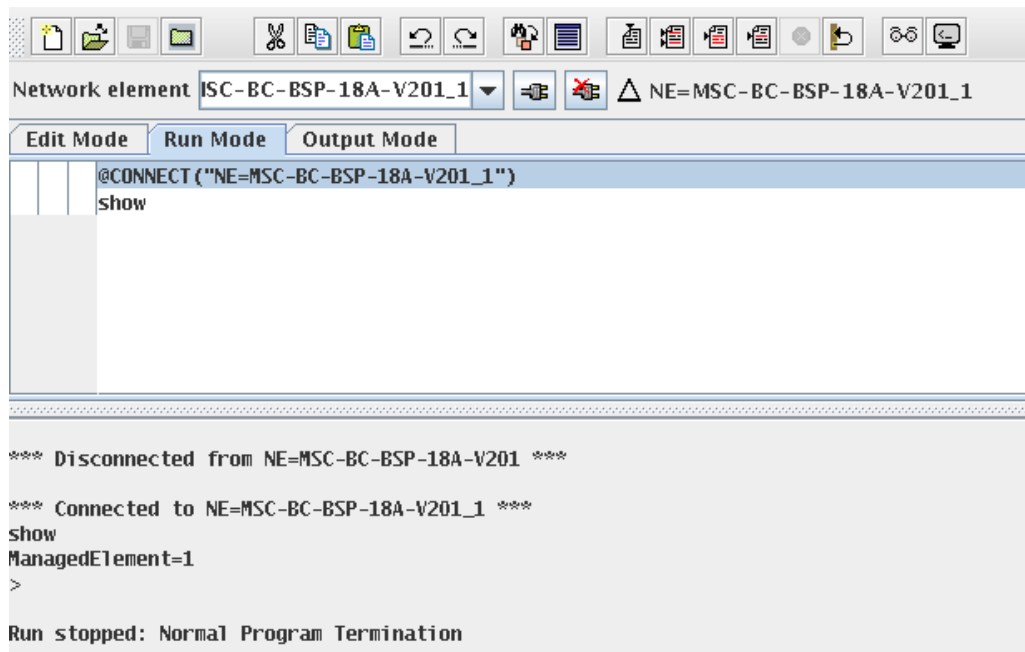 Network element ISC-BC-BSP-18A-V201_1 NE=MSC-BC-BSP-18A-V201_1
Edit Mode Run Mode Output Mode
@CONNECT("NE=MSC-BC-BSP-18A-V201_1")
show
*** Disconnected from NE=MSC-BC-BSP-18A-V201 ***
*** Connected to NE=MSC-BC-BSP-18A-V201_1 ***
show
ManagedElement=1
>
Run stopped: Normal Program Termination